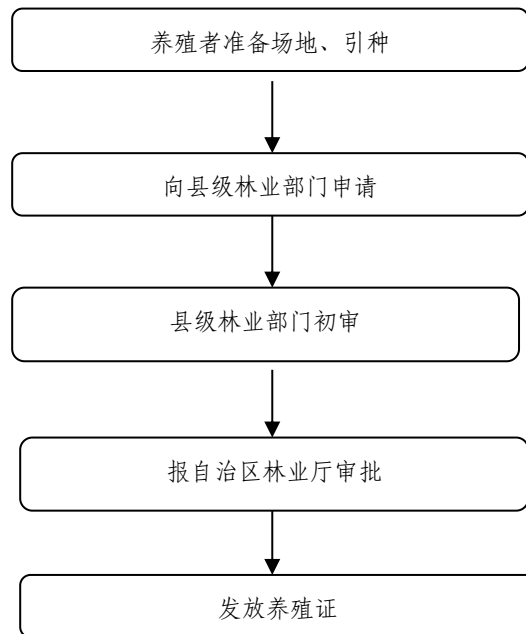 养殖者准备场地、引种
向县级林业部门申请
县级林业部门初审
报自治区林业厅审批
发放养殖证